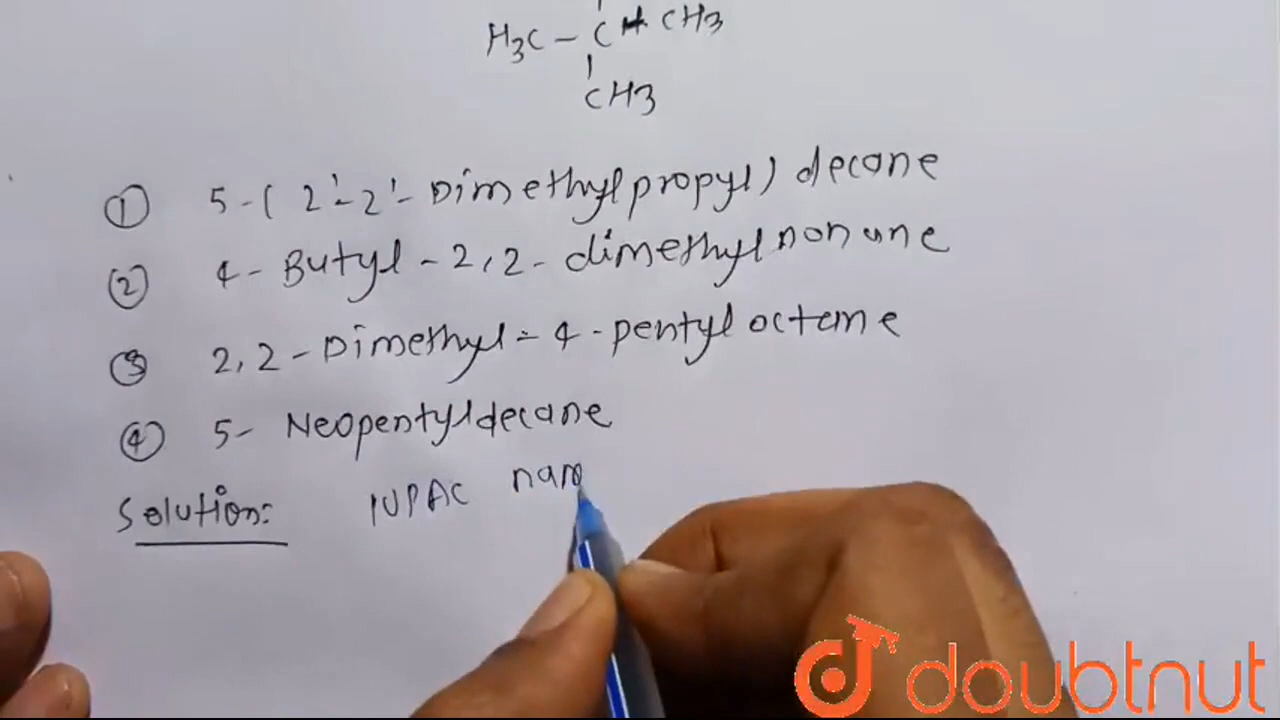 H3C - C - CH3
CH3
① 5-( 2'-2'- Dimethylpropyl) decane
② 4- Butyl - 2,2- dimethylnonane
③ 2,2-Dimethyl-4-pentyloctane
④ 5- Neopentyldecane
Solution: IUPAC nam
doubtnut